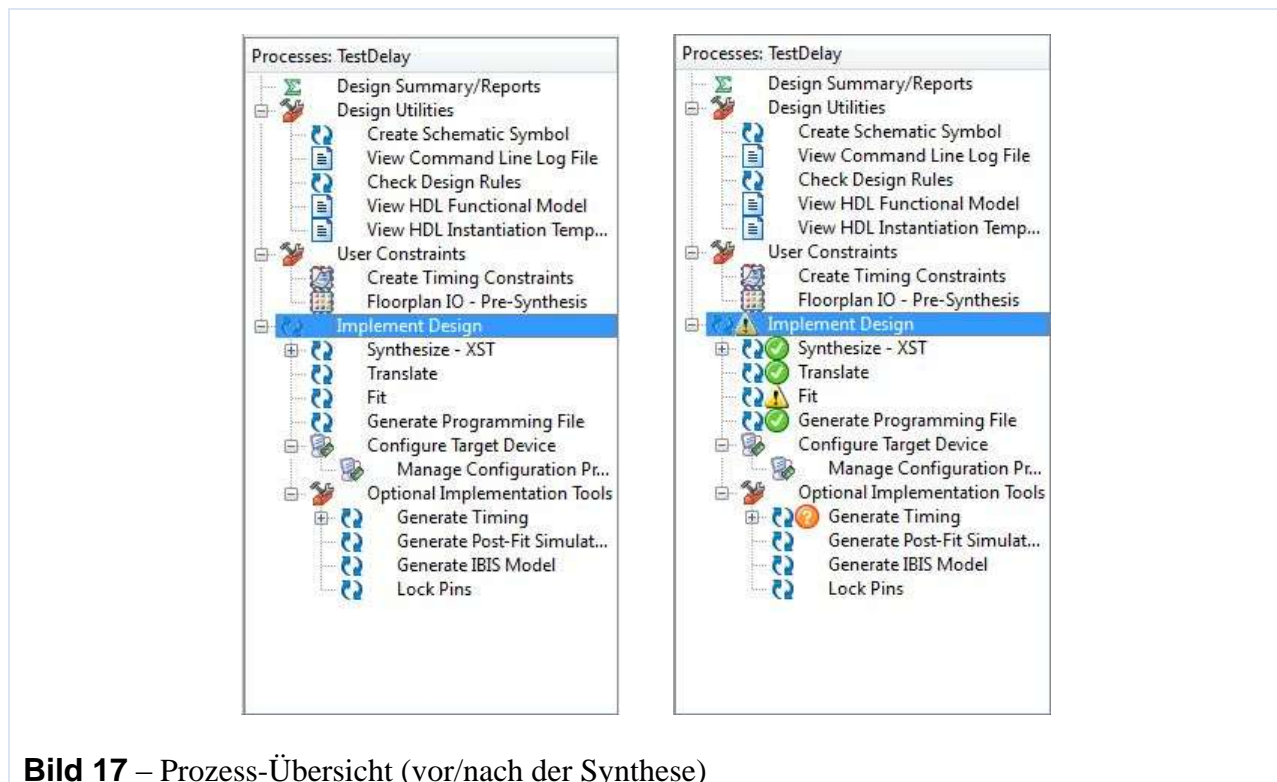 Processes: TestDelay
Design Summary/Reports
Design Utilities
Create Schematic Symbol
View Command Line Log File
Check Design Rules
View HDL Functional Model
View HDL Instantiation Temp...
User Constraints
Create Timing Constraints
Floorplan IO - Pre-Synthesis
Implement Design
Synthesize - XST
Translate
Fit
Generate Programming File
Configure Target Device
Manage Configuration Pr...
Optional Implementation Tools
Generate Timing
Generate Post-Fit Simulat...
Generate IBIS Model
Lock Pins
Processes: TestDelay
Design Summary/Reports
Design Utilities
Create Schematic Symbol
View Command Line Log File
Check Design Rules
View HDL Functional Model
View HDL Instantiation Temp...
User Constraints
Create Timing Constraints
Floorplan IO - Pre-Synthesis
Implement Design
Synthesize - XST
Translate
Fit
Generate Programming File
Configure Target Device
Manage Configuration Pr...
Optional Implementation Tools
Generate Timing
Generate Post-Fit Simulat...
Generate IBIS Model
Lock Pins
Bild 17 – Prozess-Übersicht (vor/nach der Synthese)